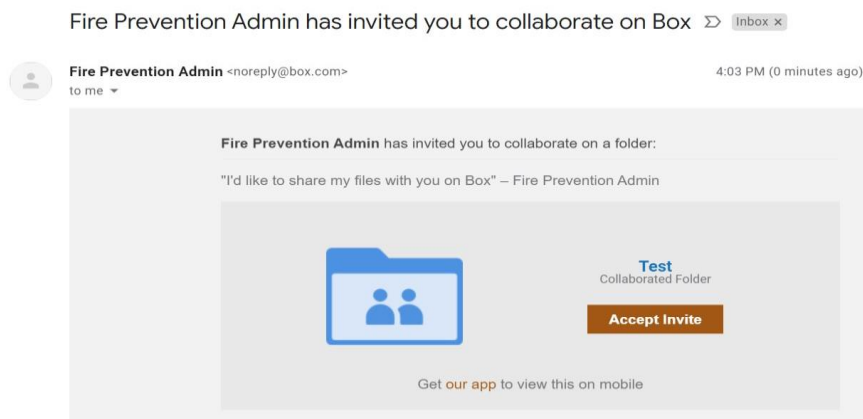 Fire Prevention Admin has invited you to collaborate on Box Inbox x
Fire Prevention Admin <noreply@box.com> 4:03 PM (0 minutes ago)
to me
Fire Prevention Admin has invited you to collaborate on a folder:
"I'd like to share my files with you on Box" – Fire Prevention Admin
Test
Collaborated Folder
Accept Invite
Get our app to view this on mobile